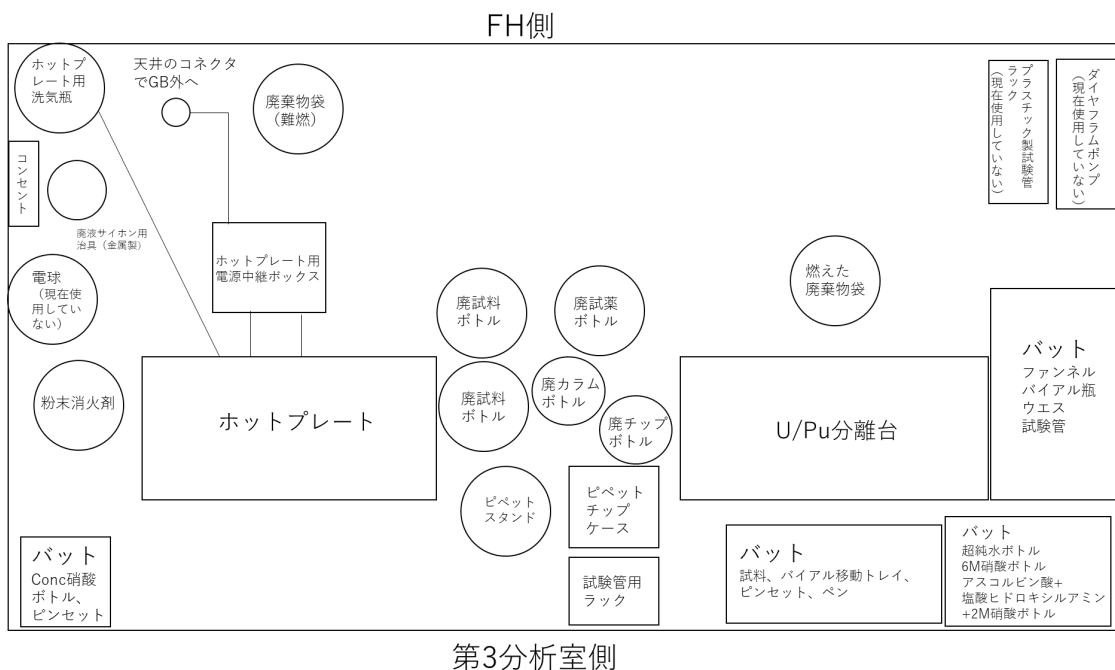 FH側
ホットプ
レート用
洗気瓶
天井のコネクタ
でGB外へ
廃棄物袋
（難燃）
プラスチック製試験管
ラック
（現在使用していない）
ダイヤフラムポンプ
（現在使用していない）
コンセント
廃液サイホン用
治具（金属製）
ホットプレート用
電源中継ボックス
電球
（現在使
用してい
ない）
廃試料
ボトル
廃試薬
ボトル
燃えた
廃棄物袋
粉末消火剤
ホットプレート
廃試料
ボトル
廃カラム
ボトル
廃チップ
ボトル
U/Pu分離台
バット
ファンネル
バイアル瓶
ウエス
試験管
ピペット
スタンド
ピペット
チップ
ケース
バット
Conc硝酸
ボトル、
ピンセット
試験管用
ラック
バット
試料、バイアル移動トレイ、
ピンセット、ペン
バット
超純水ボトル
6M硝酸ボトル
アスコルビン酸+
塩酸ヒドロキシルアミン
+2M硝酸ボトル
第3分析室側